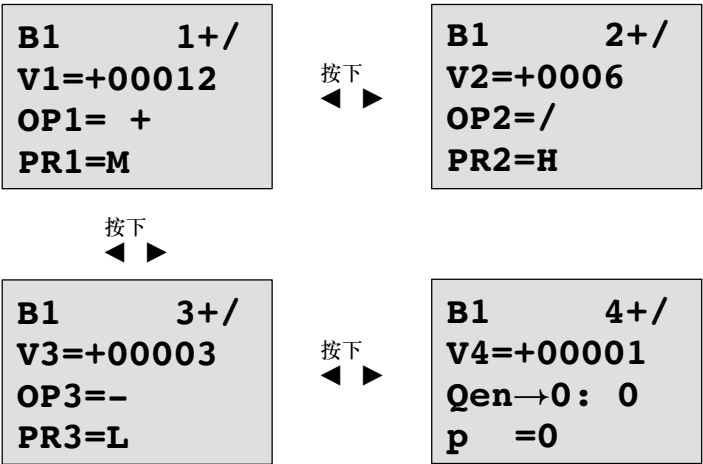 B1 1+/
V1=+00012
OP1= +
PR1=M
按下
◀ ▶
B1 2+/
V2=+0006
OP2=/
PR2=H
按下
◀ ▶
B1 3+/
V3=+00003
OP3=-
PR3=L
按下
◀ ▶
B1 4+/
V4=+00001
Qen→0: 0
p =0